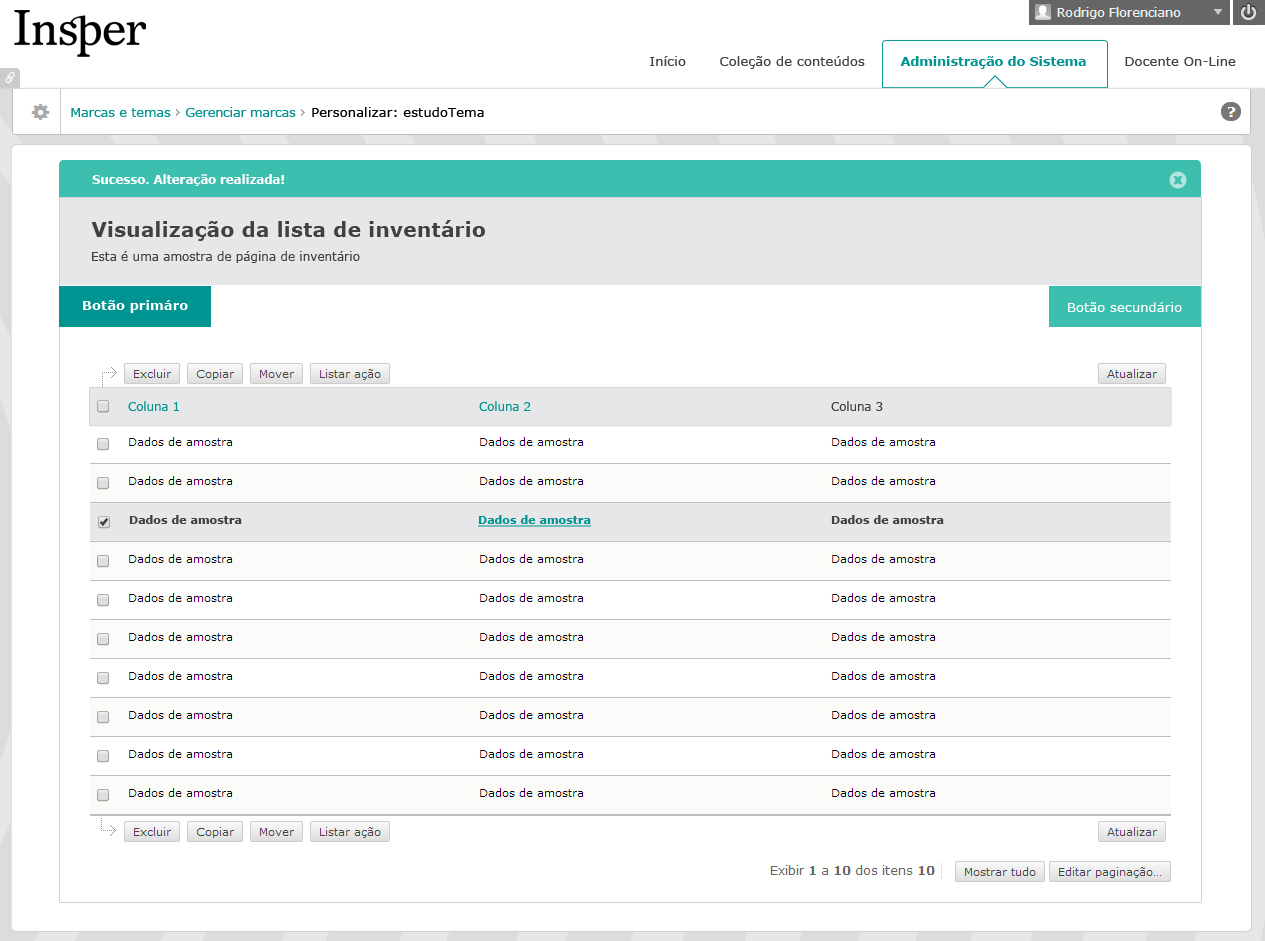 Insper
Rodrigo Florenciano
Início Coleção de conteúdos Administração do Sistema Docente On-Line
Marcas e temas › Gerenciar marcas › Personalizar: estudoTema ?
Sucesso. Alteração realizada!
Visualização da lista de inventário
Esta é uma amostra de página de inventário
Botão primáro Botão secundário
Excluir Copiar Mover Listar ação Atualizar
Coluna 1 Coluna 2 Coluna 3
Dados de amostra Dados de amostra Dados de amostra
Dados de amostra Dados de amostra Dados de amostra
Dados de amostra Dados de amostra Dados de amostra
Dados de amostra Dados de amostra Dados de amostra
Dados de amostra Dados de amostra Dados de amostra
Dados de amostra Dados de amostra Dados de amostra
Dados de amostra Dados de amostra Dados de amostra
Dados de amostra Dados de amostra Dados de amostra
Dados de amostra Dados de amostra Dados de amostra
Dados de amostra Dados de amostra Dados de amostra
Excluir Copiar Mover Listar ação Atualizar
Exibir 1 a 10 dos itens 10 Mostrar tudo Editar paginação...